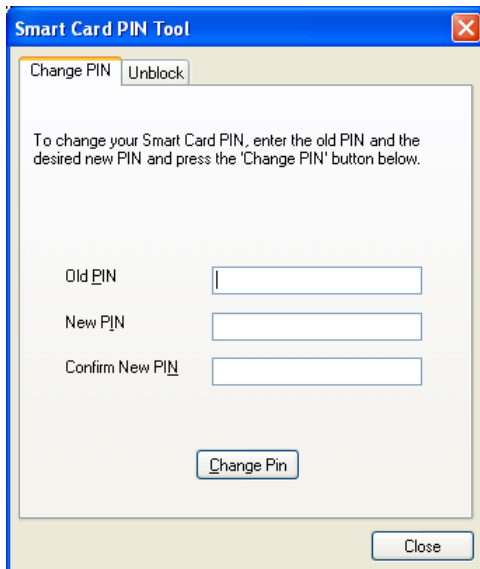 Smart Card PIN Tool
Change PIN Unblock
To change your Smart Card PIN, enter the old PIN and the
desired new PIN and press the 'Change PIN' button below.
Old PIN
New PIN
Confirm New PIN
Change Pin
Close